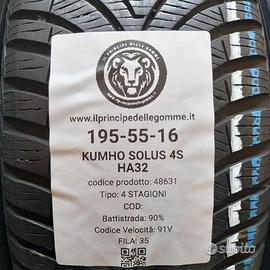 IL PRINCIPE DELLE GOMME
www.ilprincipedellegomme.it
195-55-16
KUMHO SOLUS 4S
HA32
codice prodotto: 48631
Tipo: 4 STAGIONI
COD:
Battistrada: 90%
Codice Velocità: 91V
FILA: 35
subito